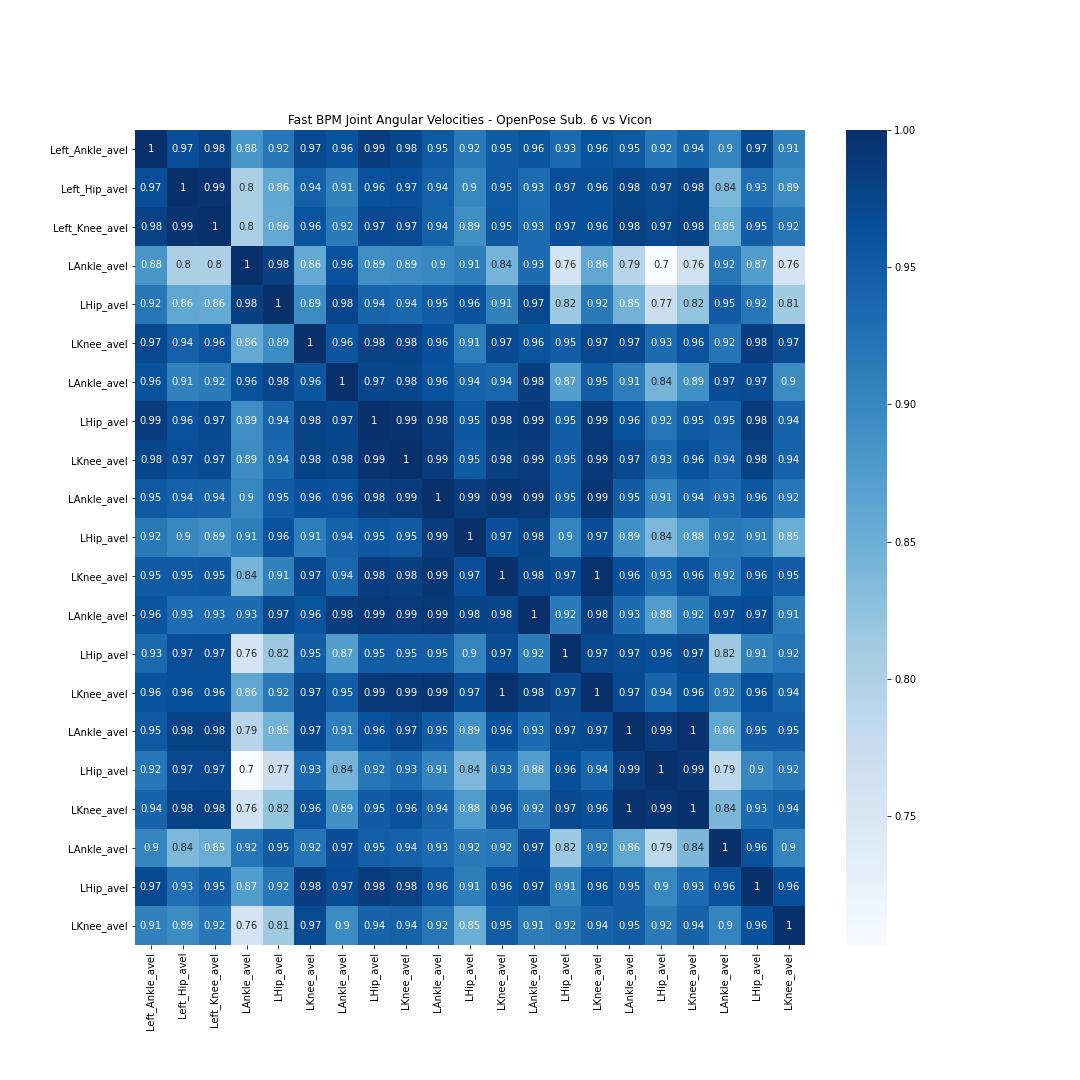 Fast BPM Joint Angular Velocities - OpenPose Sub. 6 vs Vicon
Left_Ankle_avel 1 0.97 0.98 0.88 0.92 0.97 0.96 0.99 0.98 0.95 0.92 0.95 0.96 0.93 0.96 0.95 0.92 0.94 0.9 0.97 0.91
Left_Hip_avel 0.97 1 0.99 0.8 0.86 0.94 0.91 0.96 0.97 0.94 0.9 0.95 0.93 0.97 0.96 0.98 0.97 0.98 0.84 0.93 0.89
Left_Knee_avel 0.98 0.99 1 0.8 0.86 0.96 0.92 0.97 0.97 0.94 0.89 0.95 0.93 0.97 0.96 0.98 0.97 0.98 0.85 0.95 0.92
LAnkle_avel 0.88 0.8 0.8 1 0.98 0.86 0.96 0.89 0.89 0.9 0.91 0.84 0.93 0.76 0.86 0.79 0.7 0.76 0.92 0.87 0.76
LHip_avel 0.92 0.86 0.86 0.98 1 0.89 0.98 0.94 0.94 0.95 0.96 0.91 0.97 0.82 0.92 0.85 0.77 0.82 0.95 0.92 0.81
LKnee_avel 0.97 0.94 0.96 0.86 0.89 1 0.96 0.98 0.98 0.96 0.91 0.97 0.96 0.95 0.97 0.97 0.93 0.96 0.92 0.98 0.97
LAnkle_avel 0.96 0.91 0.92 0.96 0.98 0.96 1 0.97 0.98 0.96 0.94 0.94 0.98 0.87 0.95 0.91 0.84 0.89 0.97 0.97 0.9
LHip_avel 0.99 0.96 0.97 0.89 0.94 0.98 0.97 1 0.99 0.98 0.95 0.98 0.99 0.95 0.99 0.96 0.92 0.95 0.95 0.98 0.94
LKnee_avel 0.98 0.97 0.97 0.89 0.94 0.98 0.98 0.99 1 0.99 0.95 0.98 0.99 0.95 0.99 0.97 0.93 0.96 0.94 0.98 0.94
LAnkle_avel 0.95 0.94 0.94 0.9 0.95 0.96 0.96 0.98 0.99 1 0.99 0.99 0.99 0.95 0.99 0.95 0.91 0.94 0.93 0.96 0.92
LHip_avel 0.92 0.9 0.89 0.91 0.96 0.91 0.94 0.95 0.95 0.99 1 0.97 0.98 0.9 0.97 0.89 0.84 0.88 0.92 0.91 0.85
LKnee_avel 0.95 0.95 0.95 0.84 0.91 0.97 0.94 0.98 0.98 0.99 0.97 1 0.98 0.97 1 0.96 0.93 0.96 0.92 0.96 0.95
LAnkle_avel 0.96 0.93 0.93 0.93 0.97 0.96 0.98 0.99 0.99 0.99 0.98 0.98 1 0.92 0.98 0.93 0.88 0.92 0.97 0.97 0.91
LHip_avel 0.93 0.97 0.97 0.76 0.82 0.95 0.87 0.95 0.95 0.95 0.9 0.97 0.92 1 0.97 0.97 0.96 0.97 0.82 0.91 0.92
LKnee_avel 0.96 0.96 0.96 0.86 0.92 0.97 0.95 0.99 0.99 0.99 0.97 1 0.98 0.97 1 0.97 0.94 0.96 0.92 0.96 0.94
LAnkle_avel 0.95 0.98 0.98 0.79 0.85 0.97 0.91 0.96 0.97 0.95 0.89 0.96 0.93 0.97 0.97 1 0.99 1 0.86 0.95 0.95
LHip_avel 0.92 0.97 0.97 0.7 0.77 0.93 0.84 0.92 0.93 0.91 0.84 0.93 0.88 0.96 0.94 0.99 1 0.99 0.79 0.9 0.92
LKnee_avel 0.94 0.98 0.98 0.76 0.82 0.96 0.89 0.95 0.96 0.94 0.88 0.96 0.92 0.97 0.96 1 0.99 1 0.84 0.93 0.94
LAnkle_avel 0.9 0.84 0.85 0.92 0.95 0.92 0.97 0.95 0.94 0.93 0.92 0.92 0.97 0.82 0.92 0.86 0.79 0.84 1 0.96 0.9
LHip_avel 0.97 0.93 0.95 0.87 0.92 0.98 0.97 0.98 0.98 0.96 0.91 0.96 0.97 0.91 0.96 0.95 0.9 0.93 0.96 1 0.96
LKnee_avel 0.91 0.89 0.92 0.76 0.81 0.97 0.9 0.94 0.94 0.92 0.85 0.95 0.91 0.92 0.94 0.95 0.92 0.94 0.9 0.96 1
Left_Ankle_avel Left_Hip_avel Left_Knee_avel LAnkle_avel LHip_avel LKnee_avel LAnkle_avel LHip_avel LKnee_avel LAnkle_avel LHip_avel LKnee_avel LAnkle_avel LHip_avel LKnee_avel LAnkle_avel LHip_avel LKnee_avel LAnkle_avel LHip_avel LKnee_avel
1.00
0.95
0.90
0.85
0.80
0.75